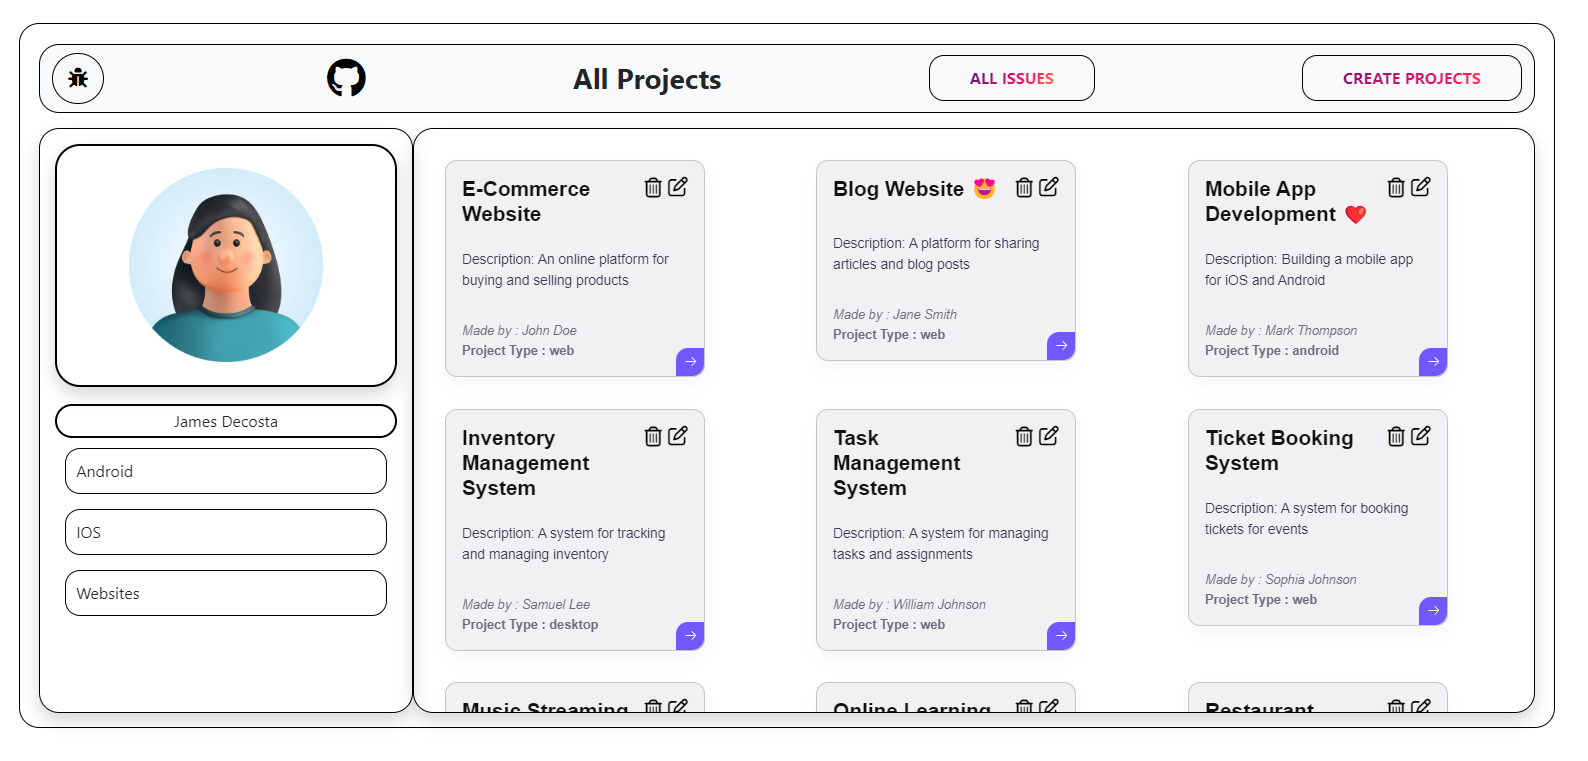 All Projects
ALL ISSUES
CREATE PROJECTS
James Decosta
Android
IOS
Websites
E-Commerce
Website
Description: An online platform for
buying and selling products
Made by : John Doe
Project Type : web
Blog Website 😍
Description: A platform for sharing
articles and blog posts
Made by : Jane Smith
Project Type : web
Mobile App
Development ❤️
Description: Building a mobile app
for iOS and Android
Made by : Mark Thompson
Project Type : android
Inventory
Management
System
Description: A system for tracking
and managing inventory
Made by : Samuel Lee
Project Type : desktop
Task
Management
System
Description: A system for managing
tasks and assignments
Made by : William Johnson
Project Type : web
Ticket Booking
System
Description: A system for booking
tickets for events
Made by : Sophia Johnson
Project Type : web
Music Streaming
Online Learning
Restaurant